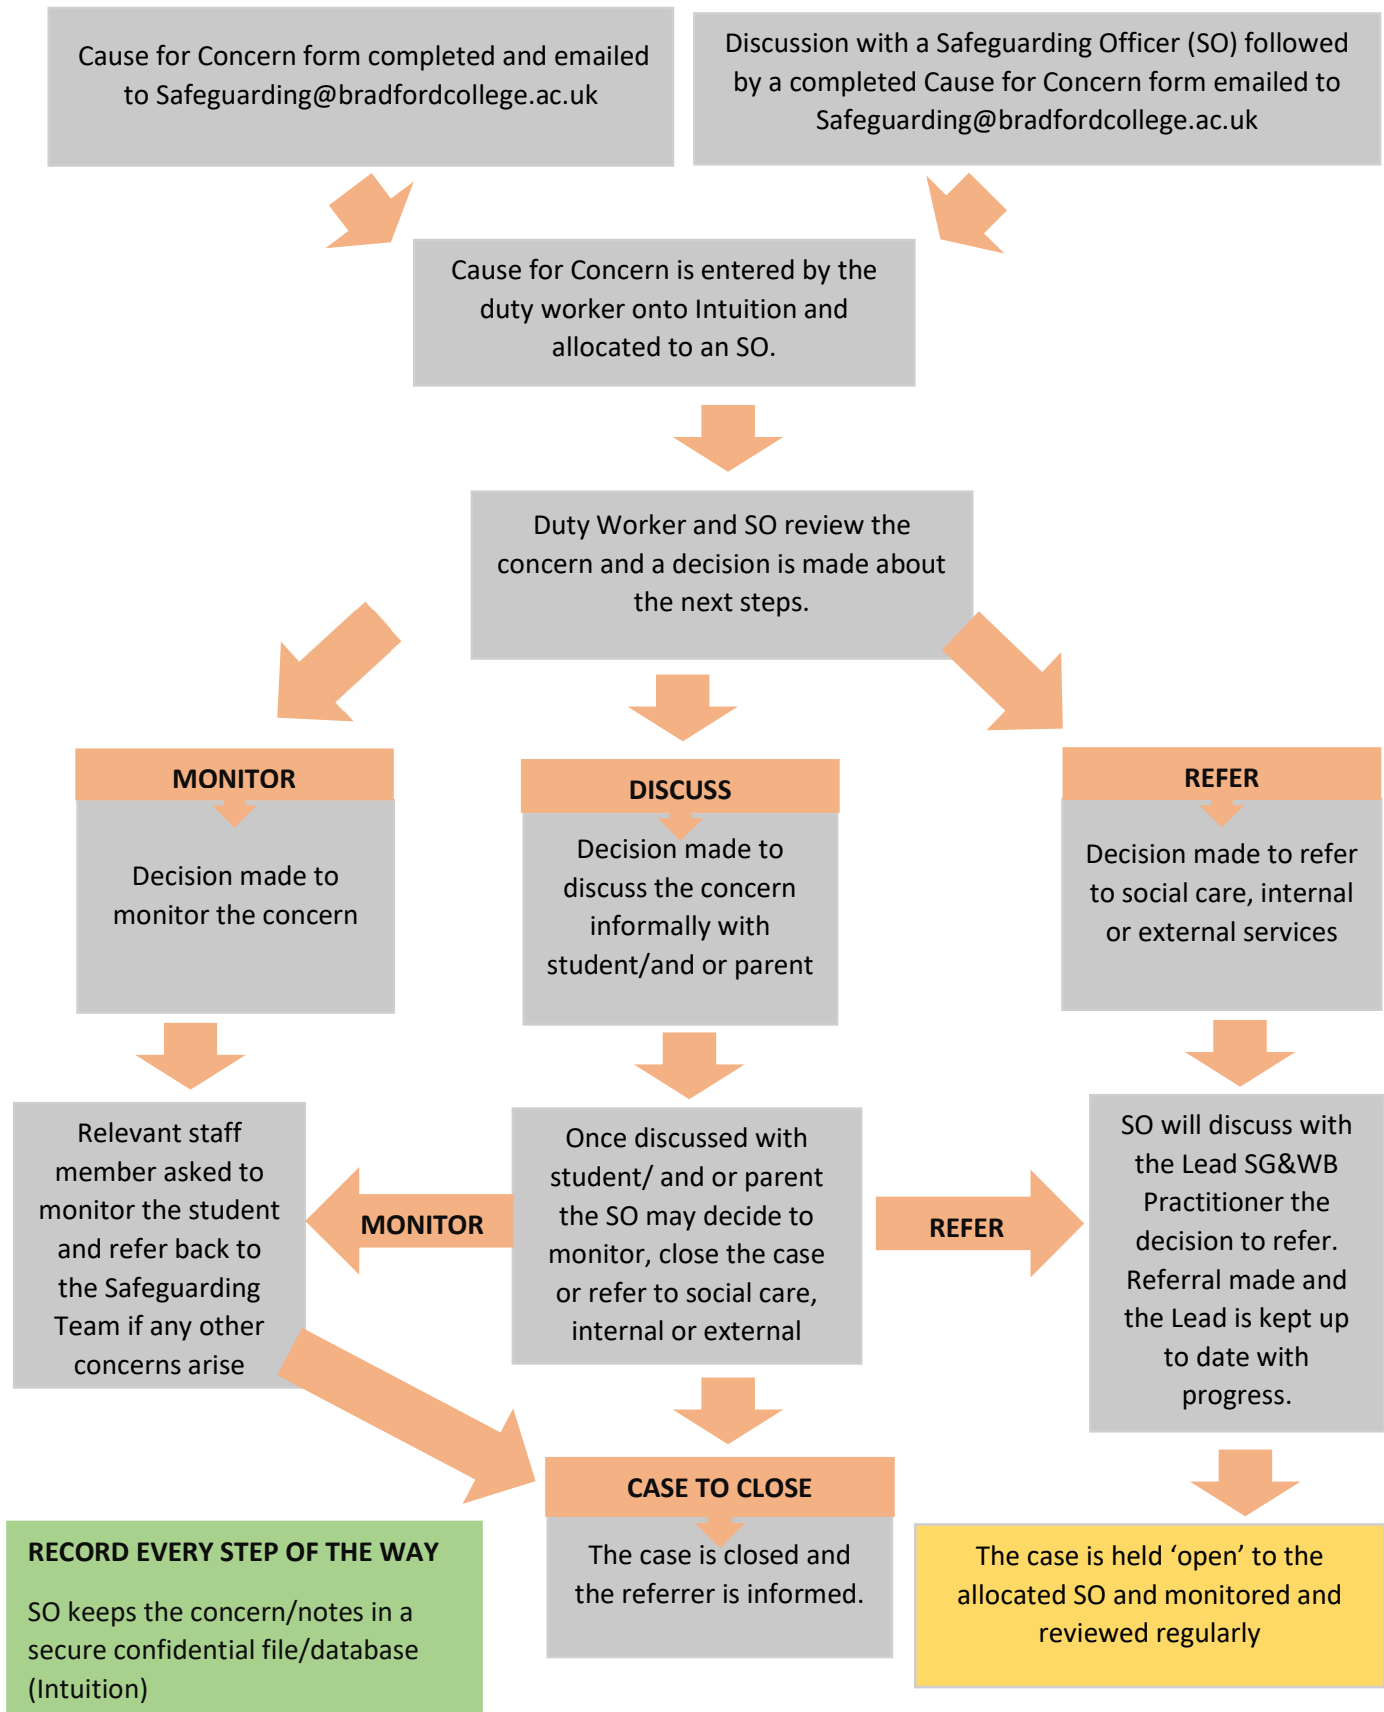 Cause for Concern form completed and emailed
to Safeguarding@bradfordcollege.ac.uk
Discussion with a Safeguarding Officer (SO) followed
by a completed Cause for Concern form emailed to
Safeguarding@bradfordcollege.ac.uk
Cause for Concern is entered by the
duty worker onto Intuition and
allocated to an SO.
Duty Worker and SO review the
concern and a decision is made about
the next steps.
MONITOR
Decision made to
monitor the concern
DISCUSS
Decision made to
discuss the concern
informally with
student/and or parent
REFER
Decision made to refer
to social care, internal
or external services
Relevant staff
member asked to
monitor the student
and refer back to
the Safeguarding
Team if any other
concerns arise
MONITOR
Once discussed with
student/ and or parent
the SO may decide to
monitor, close the case
or refer to social care,
internal or external
REFER
SO will discuss with
the Lead SG&WB
Practitioner the
decision to refer.
Referral made and
the Lead is kept up
to date with
progress.
CASE TO CLOSE
The case is closed and
the referrer is informed.
RECORD EVERY STEP OF THE WAY
SO keeps the concern/notes in a
secure confidential file/database
(Intuition)
The case is held ‘open’ to the
allocated SO and monitored and
reviewed regularly